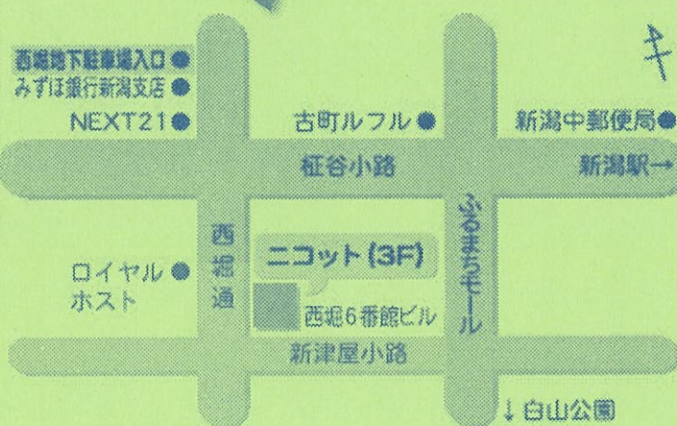 西堀地下駐車場入口●
みずほ銀行新潟支店●
NEXT21●
古町ルフル●
新潟中郵便局●
柾谷小路
新潟駅→
西堀通
ふるまちモール
ニコット(3F)
ロイヤル●
ホスト
西堀6番館ビル
新津屋小路
↓白山公園